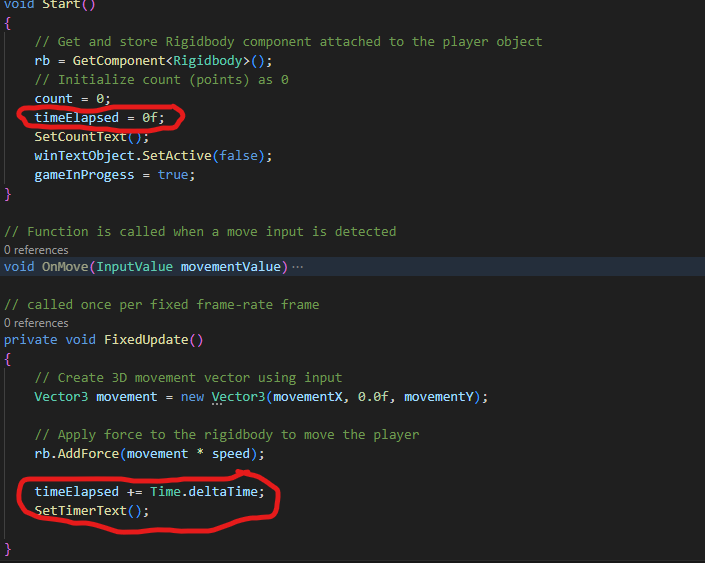 void Start()
{
// Get and store Rigidbody component attached to the player object
rb = GetComponent<Rigidbody>();
// Initialize count (points) as 0
count = 0;
timeElapsed = 0f;
SetCountText();
winTextObject.SetActive(false);
gameInProgess = true;
}
// Function is called when a move input is detected
0 references
void OnMove(InputValue movementValue)···
// called once per fixed frame-rate frame
0 references
private void FixedUpdate()
{
// Create 3D movement vector using input
Vector3 movement = new Vector3(movementX, 0.0f, movementY);
// Apply force to the rigidbody to move the player
rb.AddForce(movement * speed);
timeElapsed += Time.deltaTime;
SetTimerText();
}